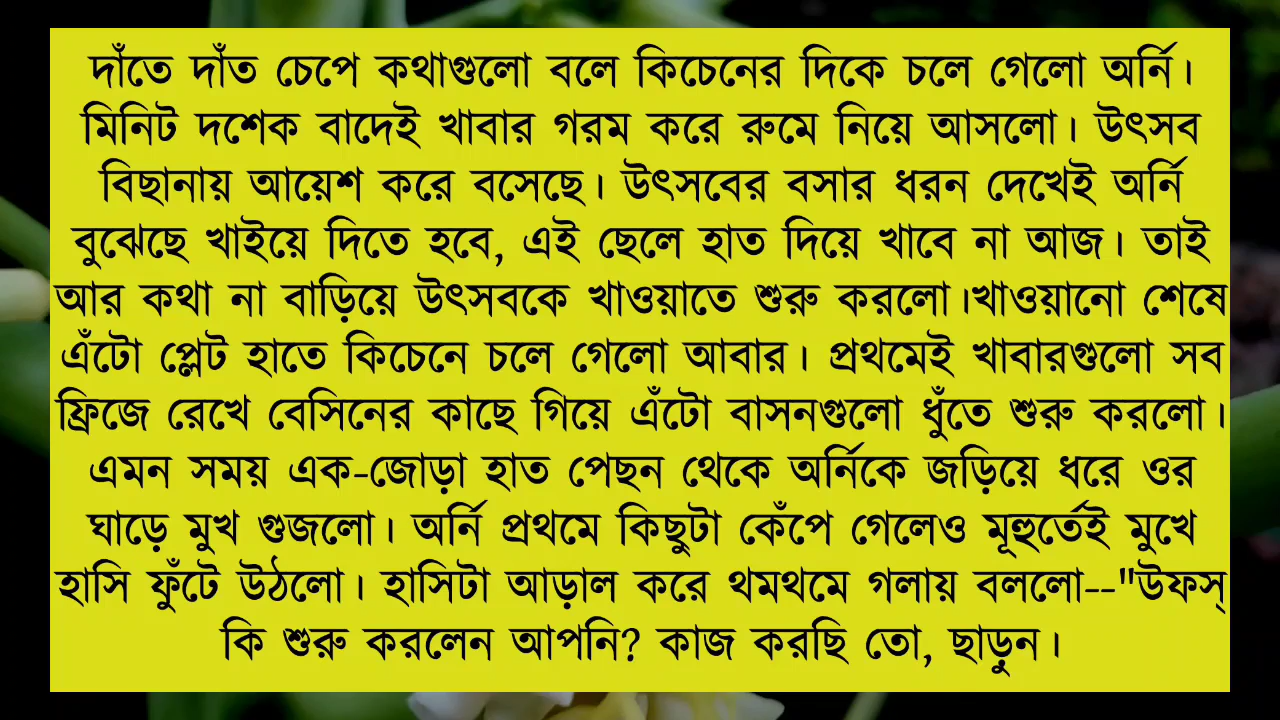 দাঁতে দাঁত চেপে কথাগুলো বলে কিচেনের দিকে চলে গেলো অর্নি।
মিনিট দশেক বাদেই খাবার গরম করে রুমে নিয়ে আসলো। উৎসব
বিছানায় আয়েশ করে বসেছে। উৎসবের বসার ধরন দেখেই অর্নি
বুঝেছে খাইয়ে দিতে হবে, এই ছেলে হাত দিয়ে খাবে না আজ। তাই
আর কথা না বাড়িয়ে উৎসবকে খাওয়াতে শুরু করলো।খাওয়ানো শেষে
এঁটো প্লেট হাতে কিচেনে চলে গেলো আবার। প্রথমেই খাবারগুলো সব
ফ্রিজে রেখে বেসিনের কাছে গিয়ে এঁটো বাসনগুলো ধুঁতে শুরু করলো।
এমন সময় এক-জোড়া হাত পেছন থেকে অর্নিকে জড়িয়ে ধরে ওর
ঘাড়ে মুখ গুজলো। অর্নি প্রথমে কিছুটা কেঁপে গেলেও মূহুর্তেই মুখে
হাসি ফুঁটে উঠলো। হাসিটা আড়াল করে থমথমে গলায় বললো--"উফস্
কি শুরু করলেন আপনি? কাজ করছি তো, ছাড়ুন।